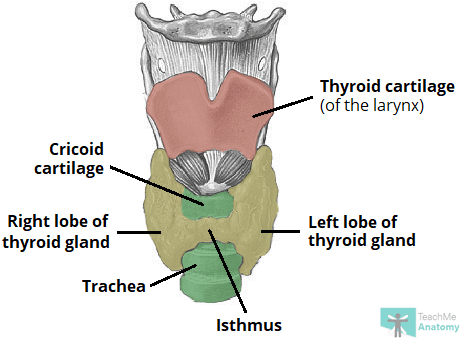 Thyroid cartilage
(of the larynx)
Cricoid
cartilage
Right lobe of
thyroid gland
Left lobe of
thyroid gland
Trachea
Isthmus
TeachMe
Anatomy